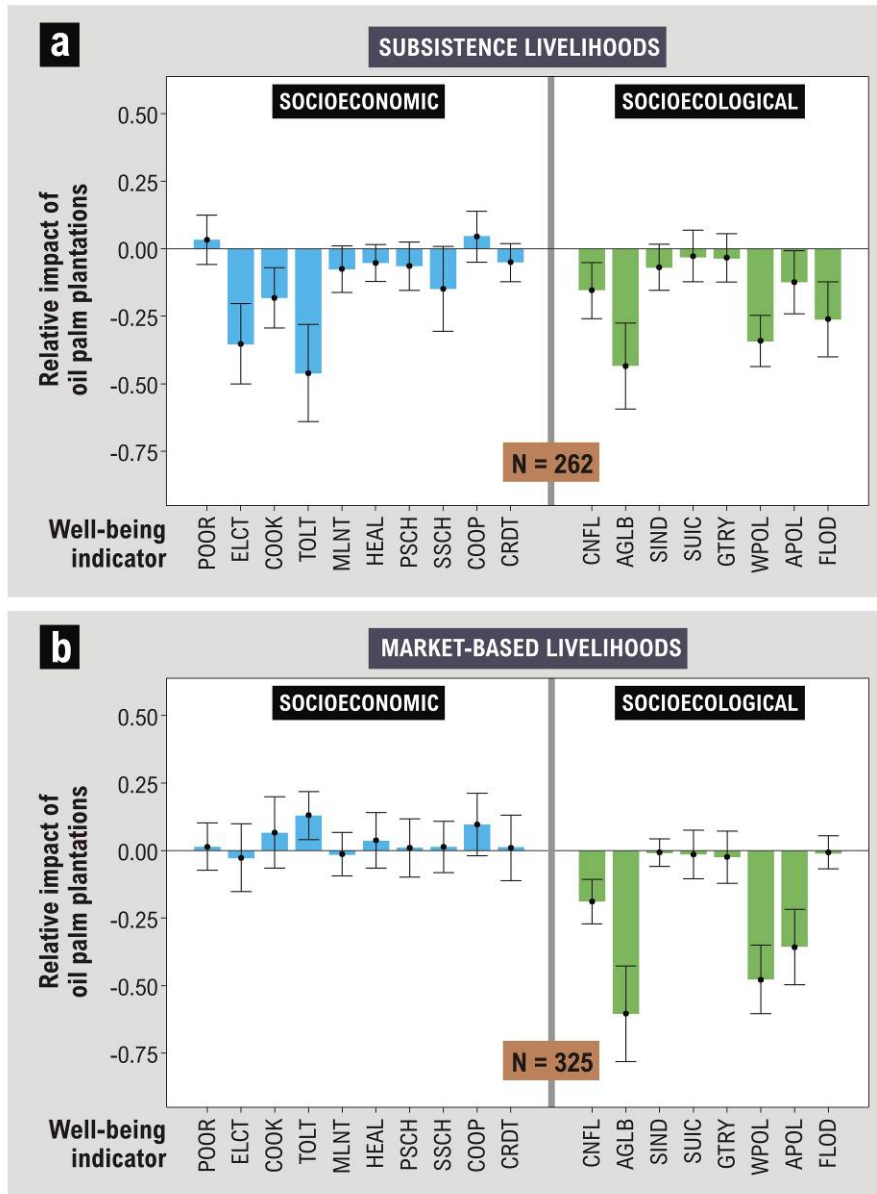 a
SUBSISTENCE LIVELIHOODS
SOCIOECONOMIC
SOCIOECOLOGICAL
Relative impact of
oil palm plantations
0.50
0.25
0.00
-0.25
-0.50
-0.75
N = 262
Well-being
indicator
POOR
ELCT
COOK
TOLT
MLNT
HEAL
PSCH
SSCH
COOP
CRDT
CNFL
AGLB
SIND
SUIC
GTRY
WPOL
APOL
FLOD
b
MARKET-BASED LIVELIHOODS
SOCIOECONOMIC
SOCIOECOLOGICAL
Relative impact of
oil palm plantations
0.50
0.25
0.00
-0.25
-0.50
-0.75
N = 325
Well-being
indicator
POOR
ELCT
COOK
TOLT
MLNT
HEAL
PSCH
SSCH
COOP
CRDT
CNFL
AGLB
SIND
SUIC
GTRY
WPOL
APOL
FLOD